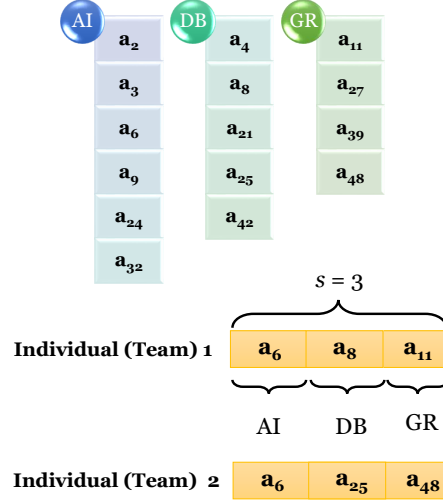 AI DB GR
a₂ a₄ a₁₁
a₃ a₈ a₂₇
a₆ a₂₁ a₃₉
a₉ a₂₅ a₄₈
a₂₄ a₄₂
a₃₂
s = 3
Individual (Team) 1 a₆ a₈ a₁₁
AI DB GR
Individual (Team) 2 a₆ a₂₅ a₄₈